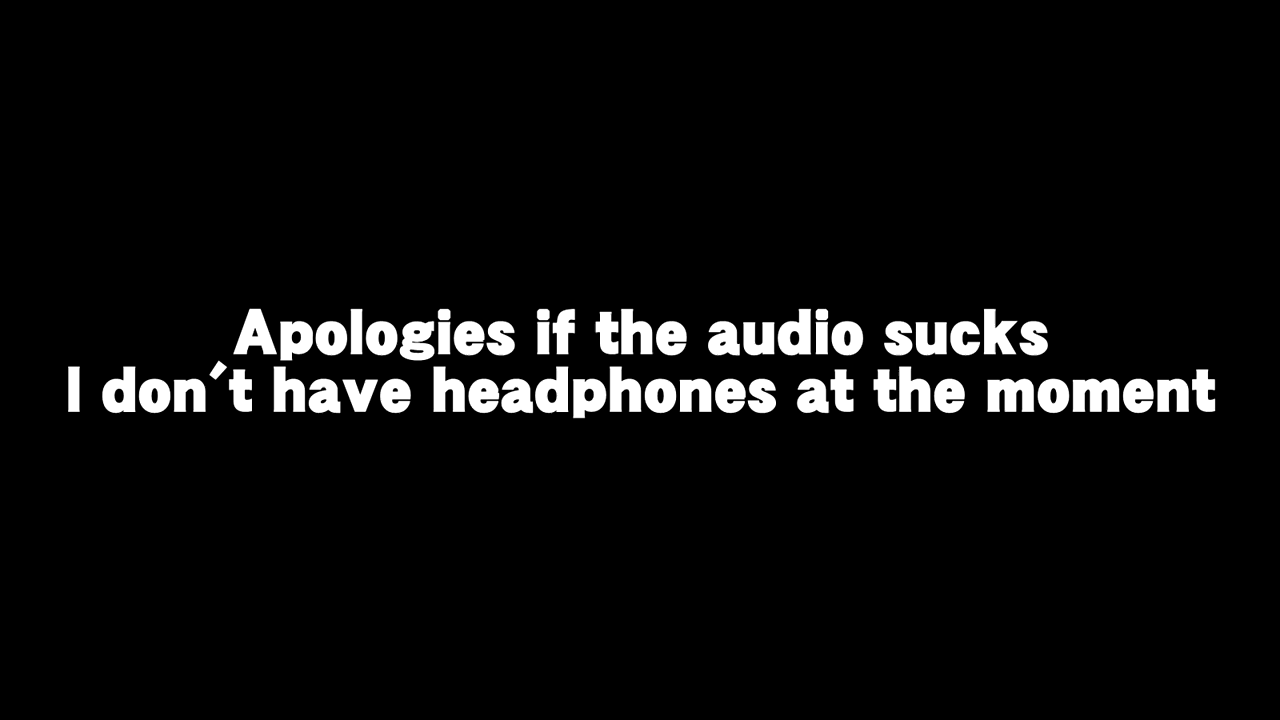 Apologies if the audio sucks
I don't have headphones at the moment